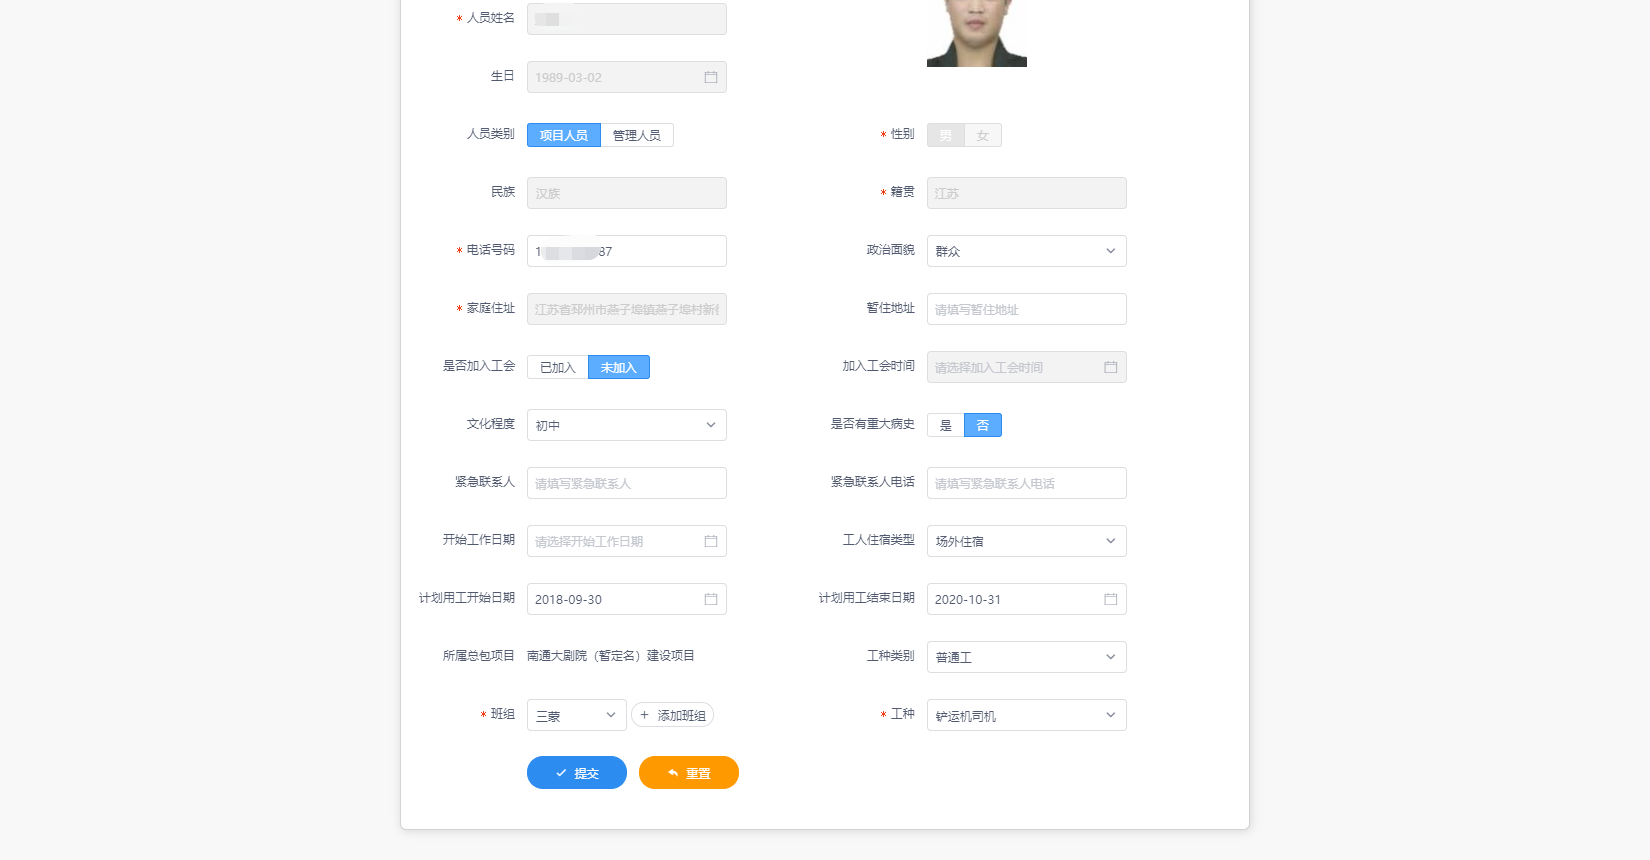 * 人员姓名
生日 1989-03-02
人员类别 项目人员 管理人员 * 性别 男 女
民族 汉族 * 籍贯 江苏
* 电话号码 1 87 政治面貌 群众
* 家庭住址 江苏省邳州市燕子埠镇燕子埠村新 暂住地址 请填写暂住地址
是否加入工会 已加入 未加入 加入工会时间 请选择加入工会时间
文化程度 初中 是否有重大病史 是 否
紧急联系人 请填写紧急联系人 紧急联系人电话 请填写紧急联系人电话
开始工作日期 请选择开始工作日期 工人住宿类型 场外住宿
计划用工开始日期 2018-09-30 计划用工结束日期 2020-10-31
所属总包项目 南通大剧院（暂定名）建设项目 工种类别 普通工
* 班组 三蒙 + 添加班组 * 工种 铲运机司机
提交 重置